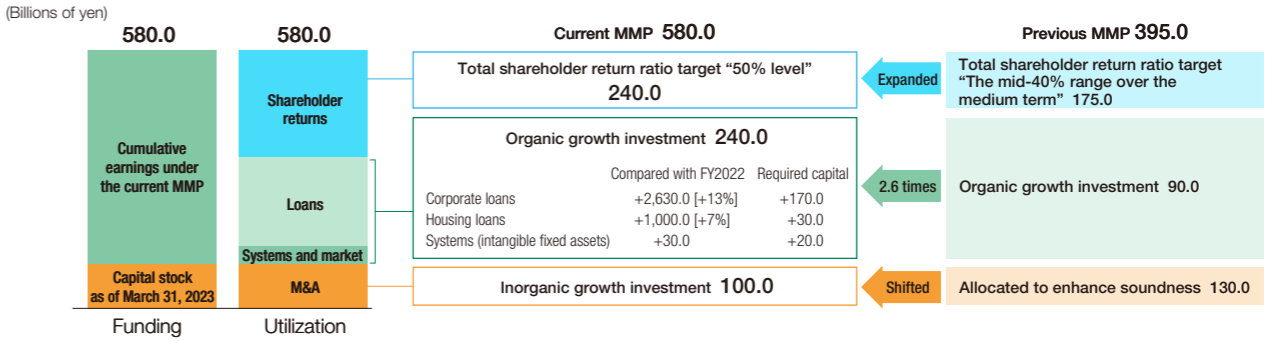 (Billions of yen)
580.0
580.0
Current MMP 580.0
Previous MMP 395.0
Cumulative
earnings under
the current MMP
Capital stock
as of March 31, 2023
Funding
Shareholder
returns
Loans
Systems and market
M&A
Utilization
Total shareholder return ratio target “50% level”
240.0
Expanded
Total shareholder return ratio target
“The mid-40% range over the
medium term” 175.0
Organic growth investment 240.0
Compared with FY2022 Required capital
Corporate loans +2,630.0 [+13%] +170.0
Housing loans +1,000.0 [+7%] +30.0
Systems (intangible fixed assets) +30.0 +20.0
2.6 times
Organic growth investment 90.0
Inorganic growth investment 100.0
Shifted
Allocated to enhance soundness 130.0